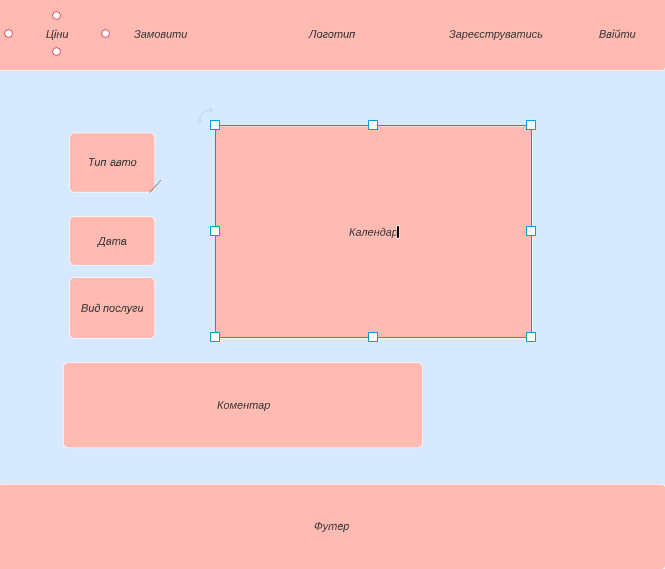 Ціни
Замовити
Логотип
Зареєструватись
Ввійти
Тип авто
Дата
Календар
Вид послуги
Коментар
Футер